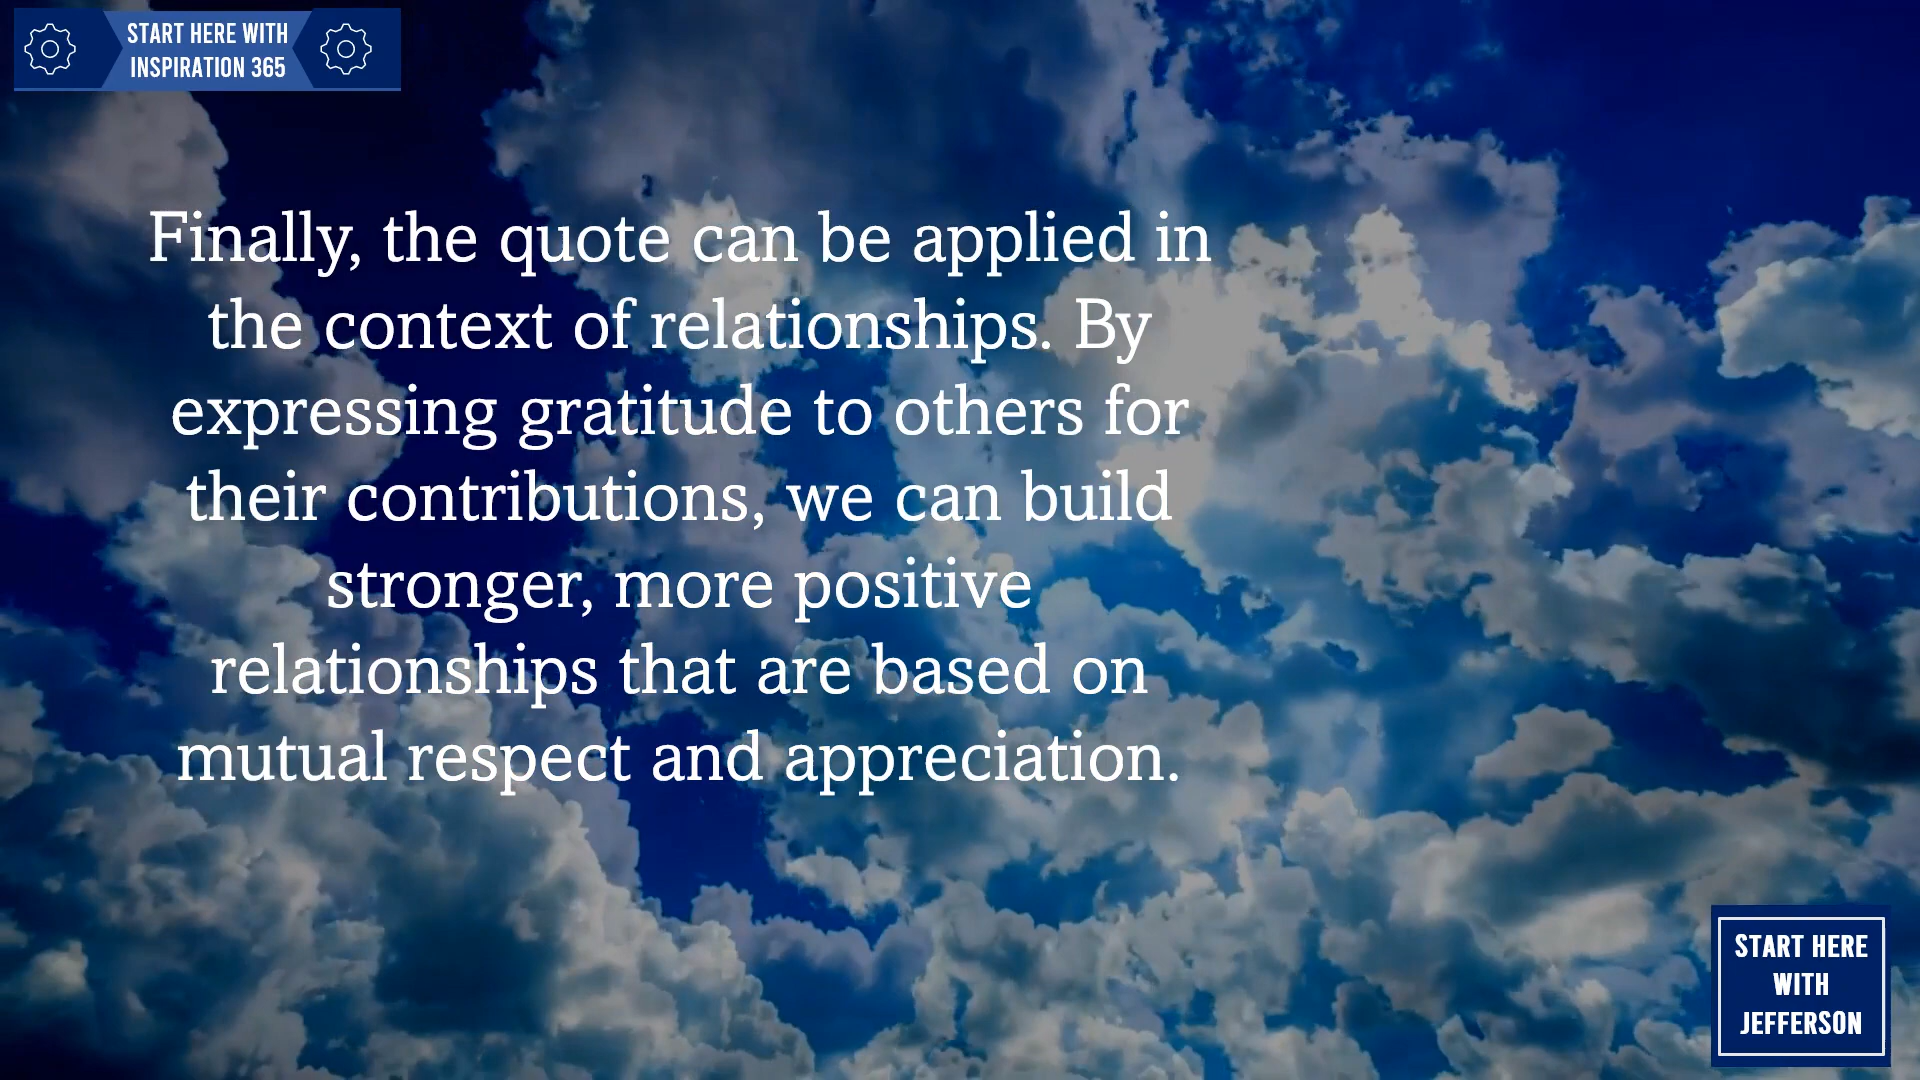 START HERE WITH
INSPIRATION 365
Finally, the quote can be applied in
the context of relationships. By
expressing gratitude to others for
their contributions, we can build
stronger, more positive
relationships that are based on
mutual respect and appreciation.
START HERE
WITH
JEFFERSON